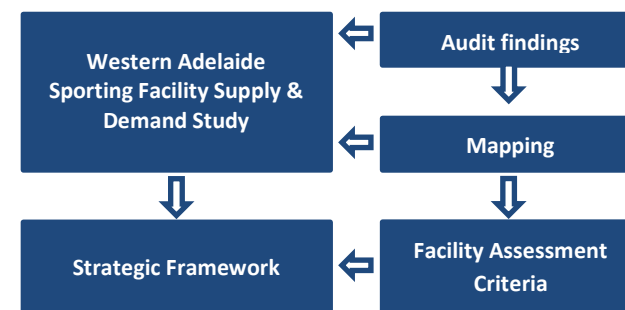 Western Adelaide
Sporting Facility Supply &
Demand Study
Audit findings
Mapping
Strategic Framework
Facility Assessment
Criteria